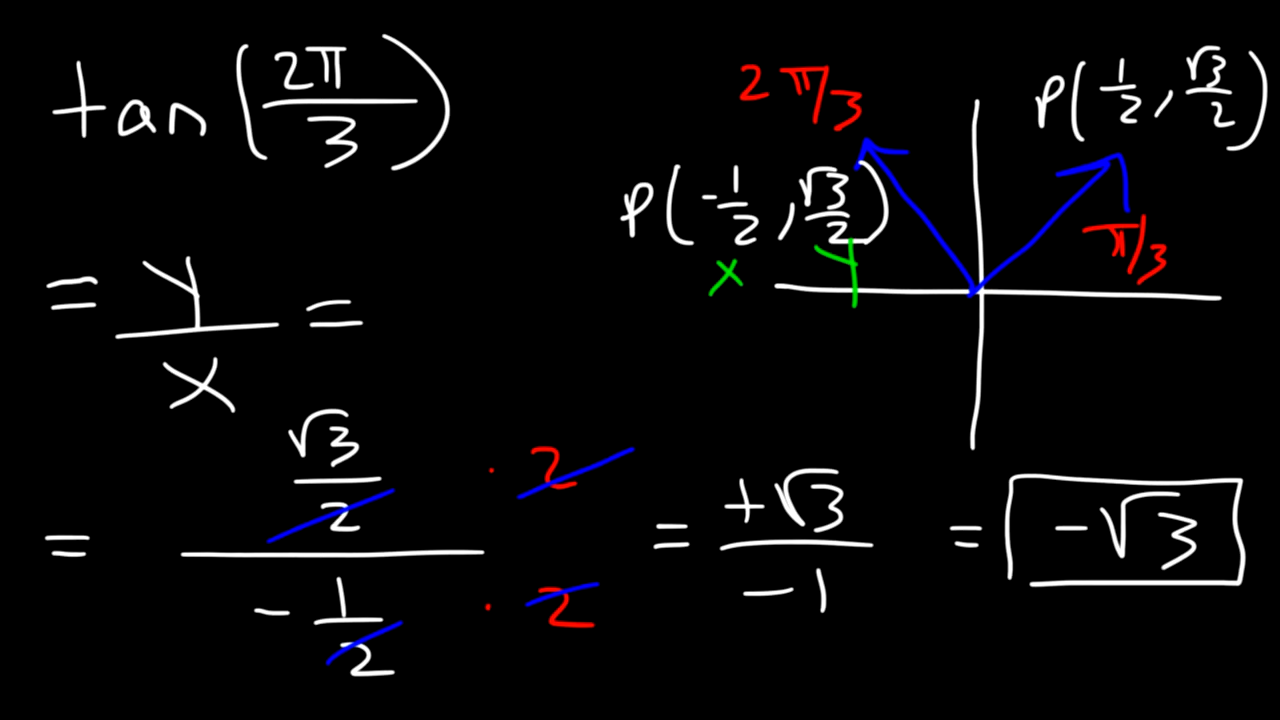 tan(2π/3)
= y/x =
= (√3/2 · 2)/(-1/2 · 2) = +√3/-1 = -√3
2π/3
P(-1/2, √3/2)
x y
P(1/2, √3/2)
π/3